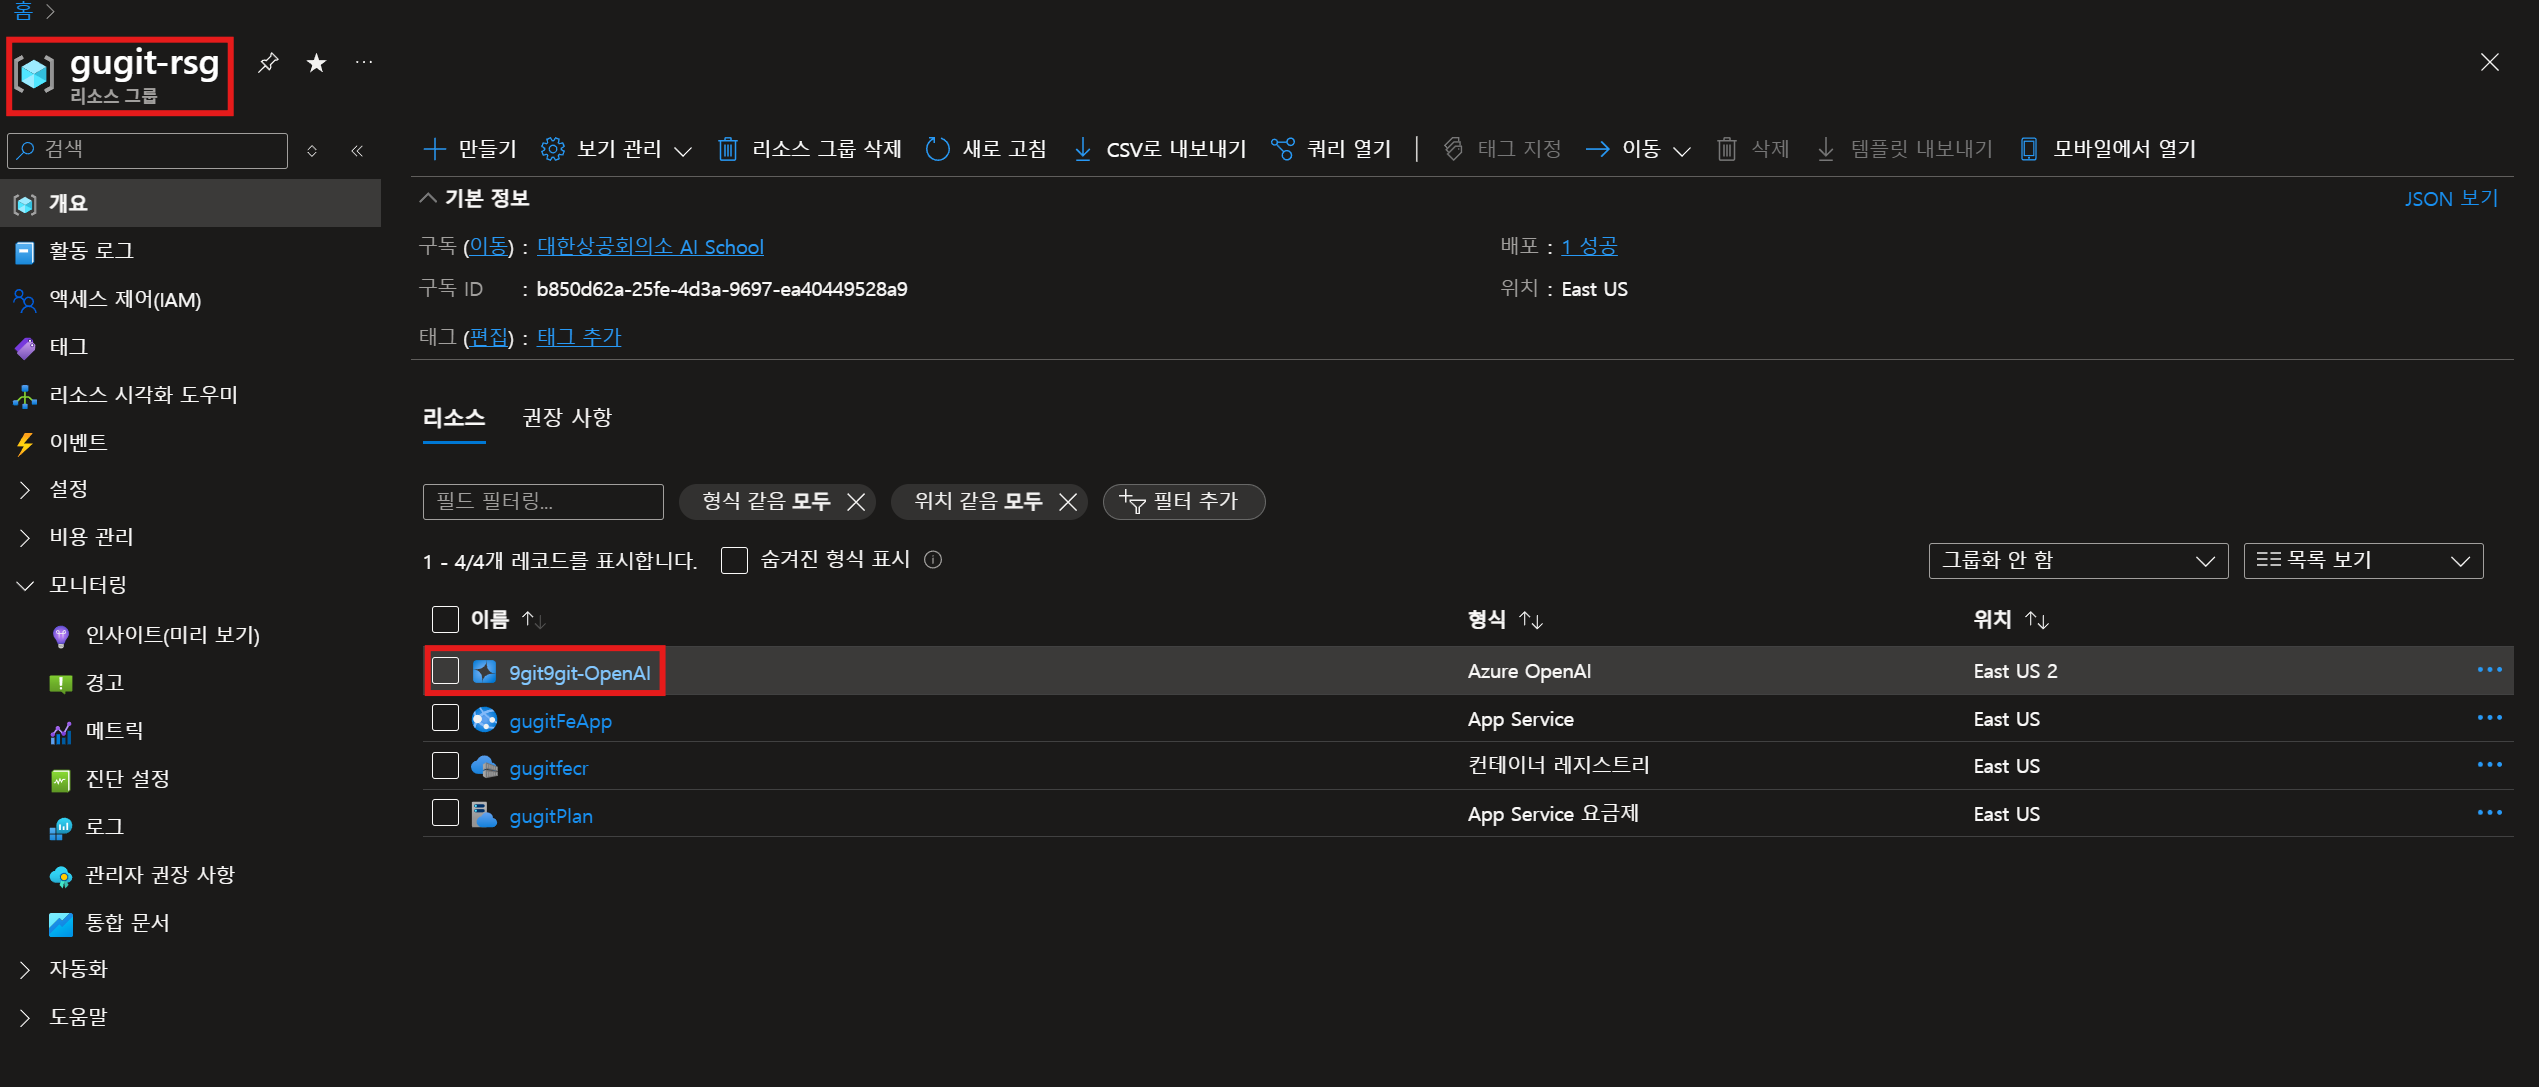 홈
gugit-rsg
리소스 그룹
검색
만들기 보기 관리 리소스 그룹 삭제 새로 고침 CSV로 내보내기 쿼리 열기 태그 지정 이동 삭제 템플릿 내보내기 모바일에서 열기
개요
활동 로그
액세스 제어(IAM)
태그
리소스 시각화 도우미
이벤트
설정
비용 관리
모니터링
인사이트(미리 보기)
경고
메트릭
진단 설정
로그
관리자 권장 사항
통합 문서
자동화
도움말
기본 정보
JSON 보기
구독 (이동) : 대한상공회의소 AI School
배포 : 1 성공
구독 ID : b850d62a-25fe-4d3a-9697-ea40449528a9
위치 : East US
태그 (편집) : 태그 추가
리소스 권장 사항
필드 필터링... 형식 같음 모두 위치 같음 모두 필터 추가
1 - 4/4개 레코드를 표시합니다. 숨겨진 형식 표시 그룹화 안 함 목록 보기
이름 형식 위치
9git9git-OpenAI Azure OpenAI East US 2
gugitFeApp App Service East US
gugitfecr 컨테이너 레지스트리 East US
gugitPlan App Service 요금제 East US